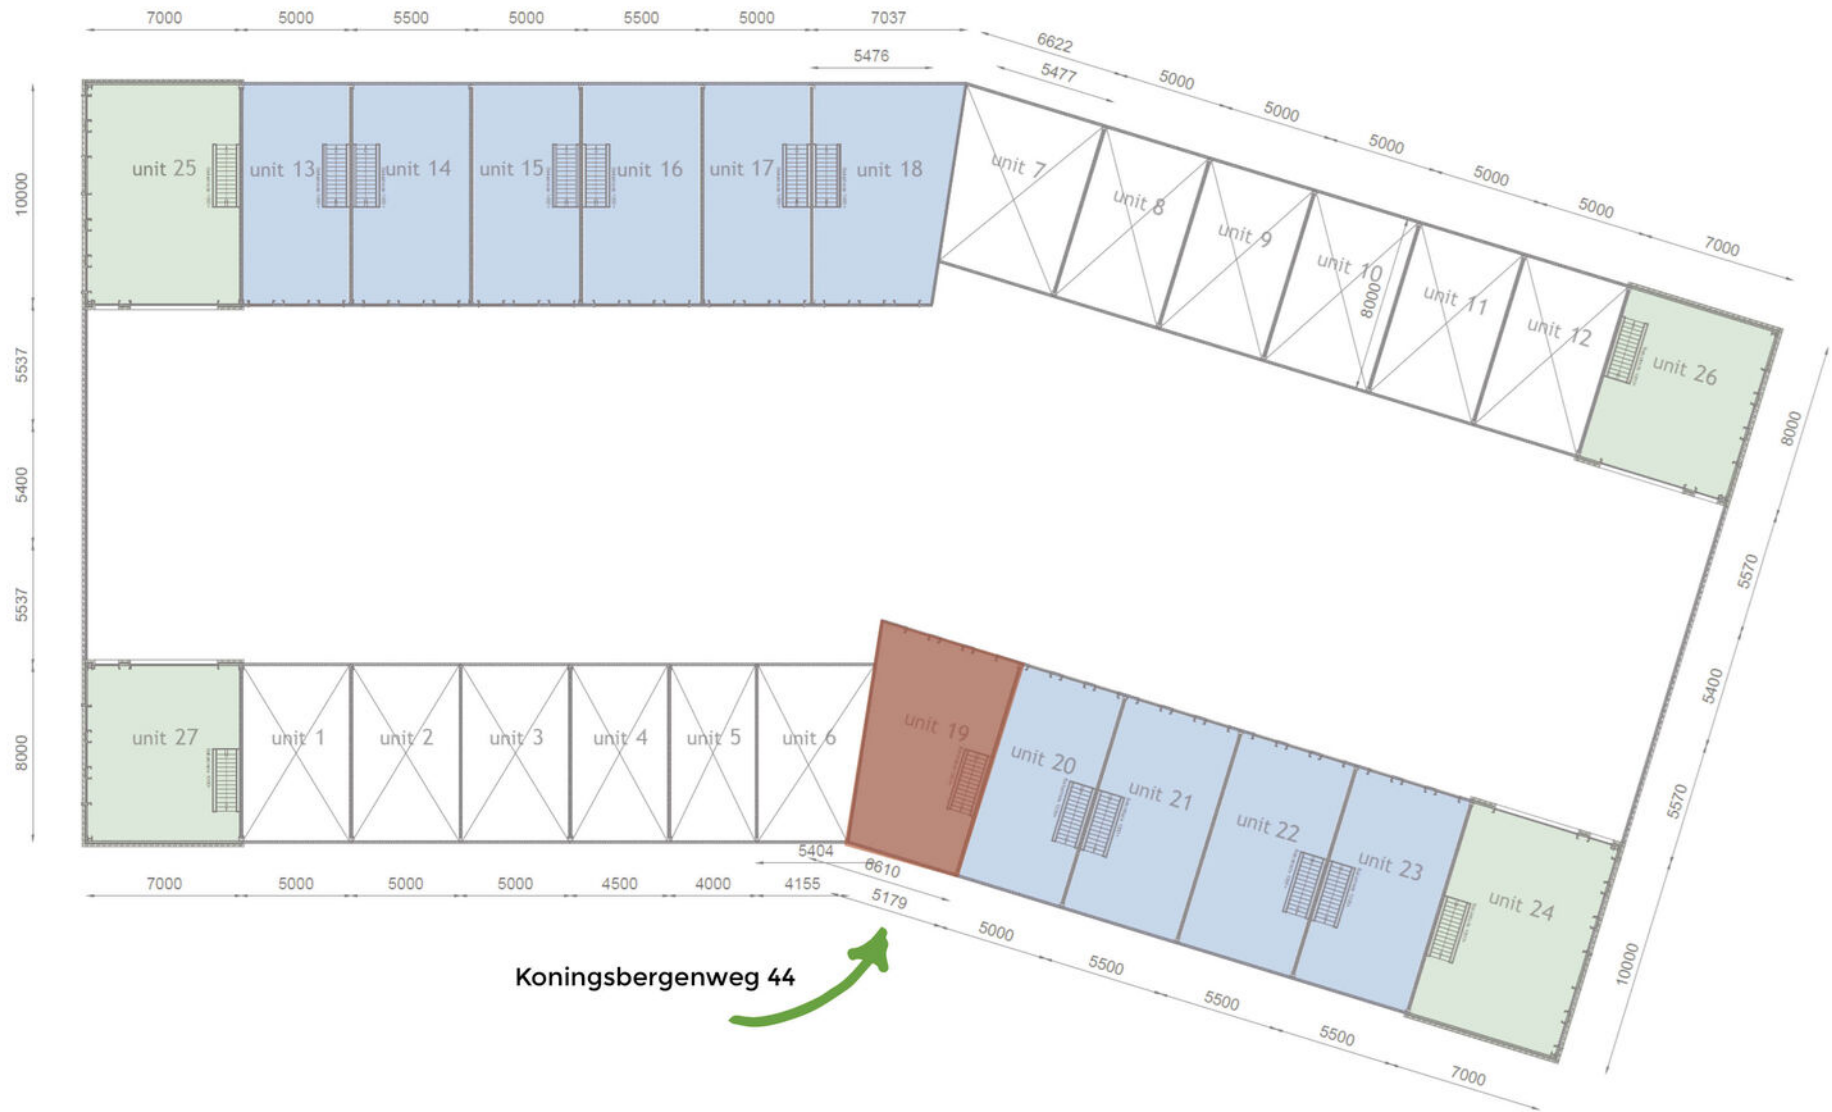 7000 5000 5500 5000 5500 5000 7037
5476
6622
5477
5000
5000
5000
5000
5000
7000
10000
5537
5400
5537
8000
unit 25
unit 13
unit 14
unit 15
unit 16
unit 17
unit 18
unit 7
unit 8
unit 9
unit 10
8000
unit 11
unit 12
unit 26
8000
5570
5400
5570
10000
unit 27
unit 1
unit 2
unit 3
unit 4
unit 5
unit 6
unit 19
unit 20
unit 21
unit 22
unit 23
unit 24
5404
6610
7000 5000 5000 5000 4500 4000 4155
5179
5000
5500
5500
5500
7000
Koningsbergenweg 44